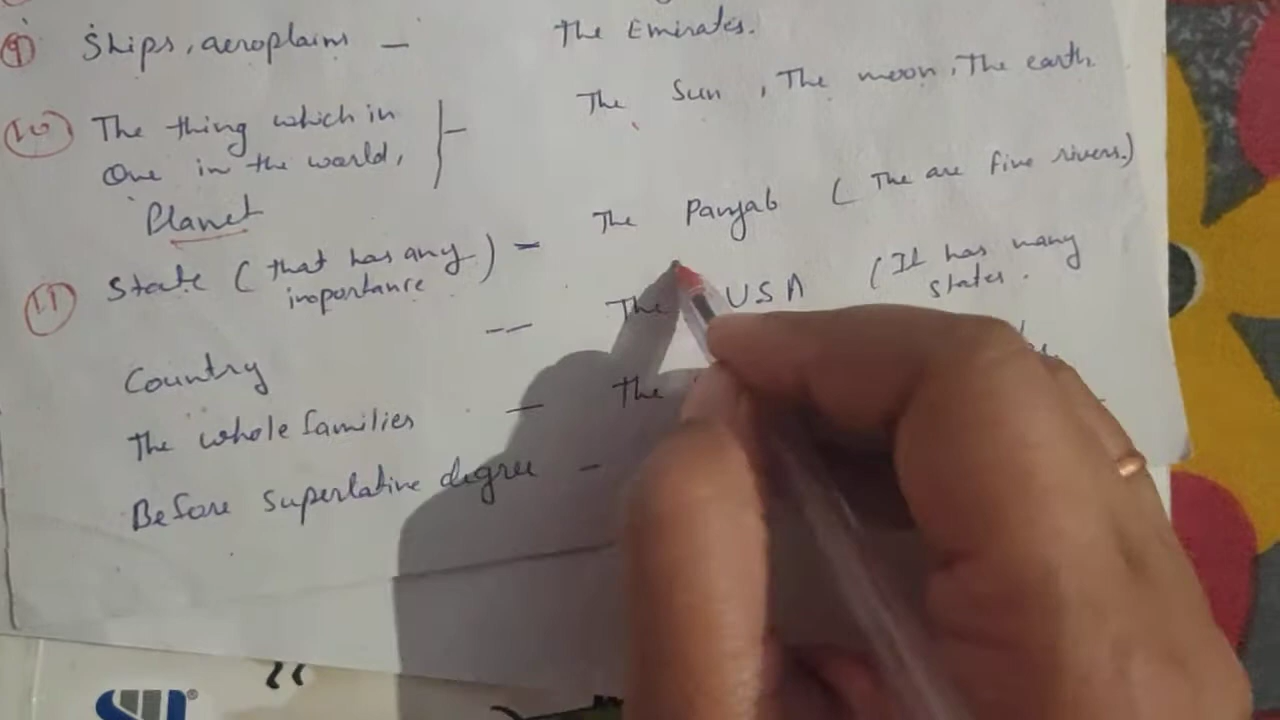 9 Ships, aeroplains — The Emirates.
10 The thing which in One in the world, — The Sun, The moon, The earth
Planet
11 State (that has any importance) — The Panjab (The are five rivers.)
Country -- The USA (It has many states.
The whole families — The
Before superlative degree —
SU®